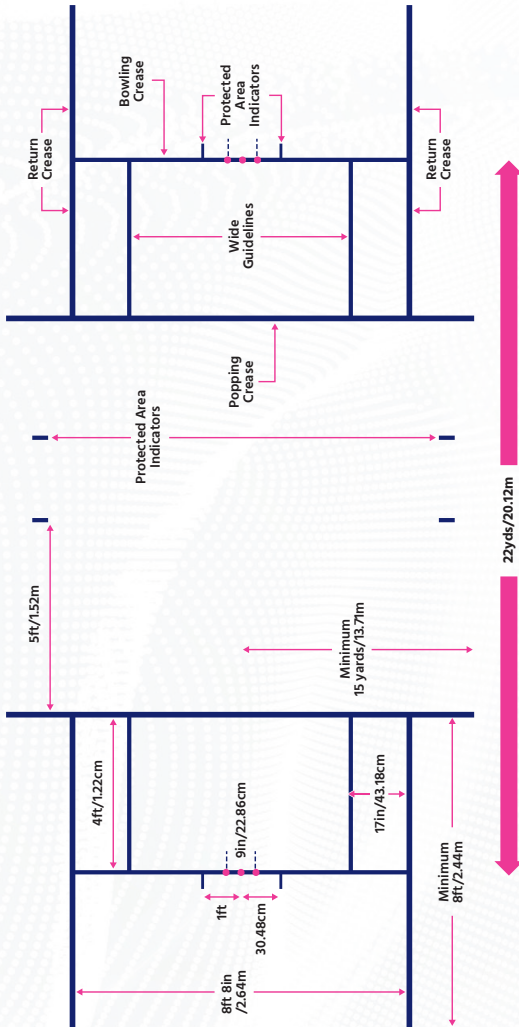 Return
Crease
Bowling
Crease
Protected
Area
Indicators
Wide
Guidelines
Return
Crease
Popping
Crease
Protected Area
Indicators
22yds/20.12m
5ft/1.52m
Minimum
15 yards/13.71m
4ft/1.22cm
9in/22.86cm
17in/43.18cm
1ft
30.48cm
8ft 8in
/2.64m
Minimum
8ft/2.44m